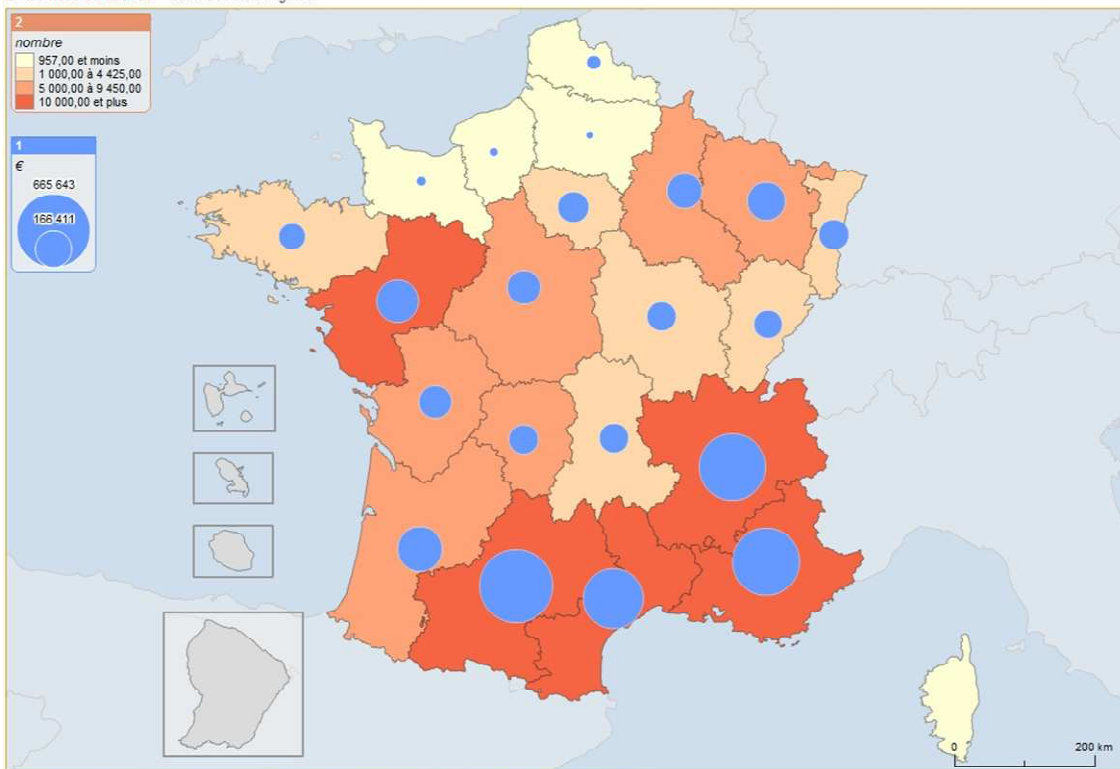 2
nombre
957,00 et moins
1 000,00 à 4 425,00
5 000,00 à 9 450,00
10 000,00 et plus
1
€
665 643
166 411
0
200 km